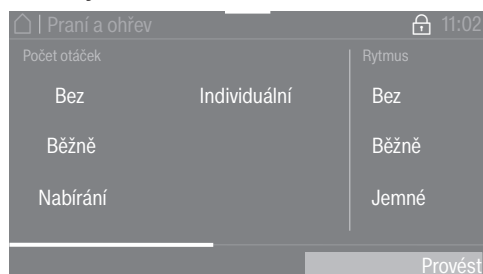 Praní a ohřev 11:02
Počet otáček Rytmus
Bez Individuální Bez
Běžně Běžně
Nabírání Jemné
Provést